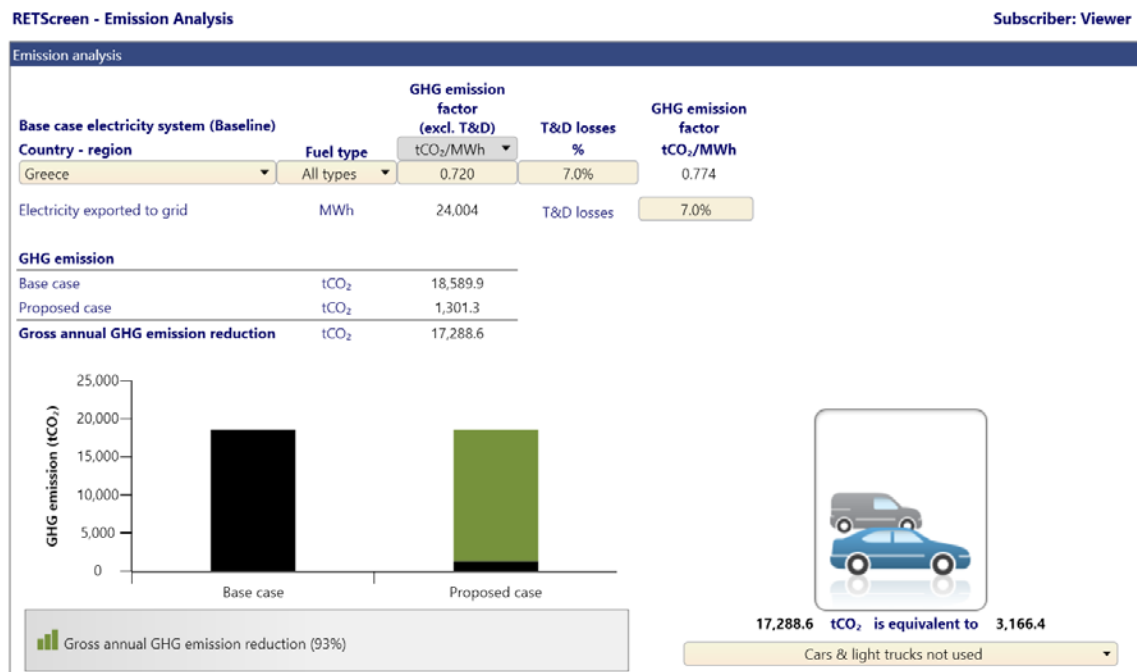 RETScreen - Emission Analysis
Subscriber: Viewer
Emission analysis
Base case electricity system (Baseline)
Country - region
Fuel type
GHG emission
factor
(excl. T&D)
tCO₂/MWh
T&D losses
%
GHG emission
factor
tCO₂/MWh
Greece
All types
0.720
7.0%
0.774
Electricity exported to grid
MWh
24,004
T&D losses
7.0%
GHG emission
Base case
tCO₂
18,589.9
Proposed case
tCO₂
1,301.3
Gross annual GHG emission reduction
tCO₂
17,288.6
GHG emission (tCO₂)
25,000
20,000
15,000
10,000
5,000
0
Base case
Proposed case
Gross annual GHG emission reduction (93%)
17,288.6 tCO₂ is equivalent to 3,166.4
Cars & light trucks not used